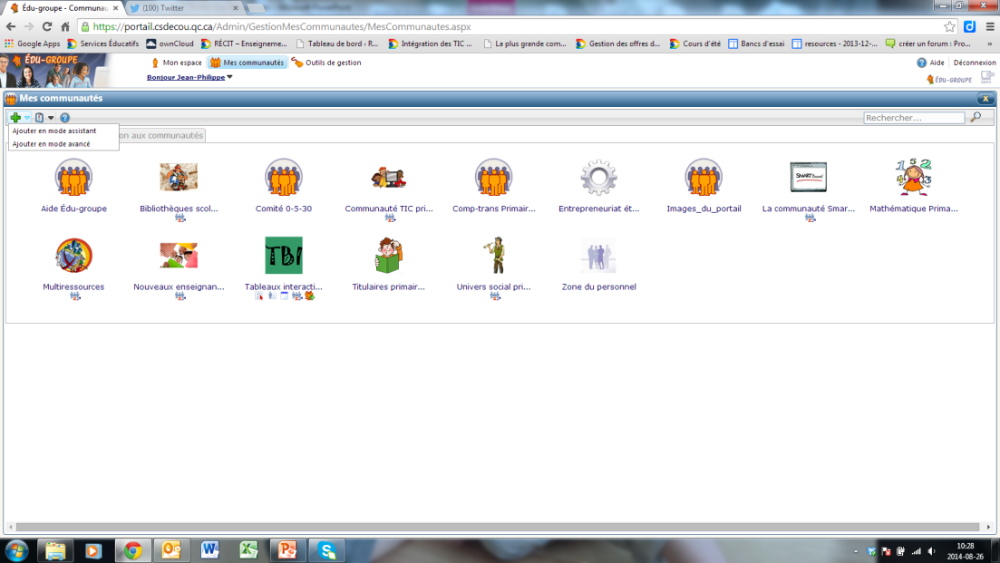 Édu-groupe - Communau
(100) Twitter
https://portail.csdecou.qc.ca/Admin/GestionMesCommunautes/MesCommunautes.aspx
Google Apps Services Éducatifs ownCloud RÉCIT – Enseigneme... Tableau de bord ‹ R... Intégration des TIC ... La plus grande com... Gestion des offres d... Cours d'été Bancs d'essai resources - 2013-12-... créer un forum : Pro... »
ÉDU-GROUPE
Mon espace Mes communautés Outils de gestion
Aide Déconnexion
Bonjour Jean-Philippe
ÉDU-GROUPE
Mes communautés
X
Rechercher...
Ajouter en mode assistant
Ajouter en mode avancé
on aux communautés
Aide Édu-groupe
Bibliothèques scol...
Comité 0-5-30
Communauté TIC pri...
Comp-trans Primair...
Entrepreneuriat ét...
Images_du_portail
SMART Board
La communauté Smar...
Mathématique Prima...
Multiressources
Nouveaux enseignan...
TBI
Tableaux interacti...
Titulaires primair...
Univers social pri...
Zone du personnel
10:28
2014-08-26